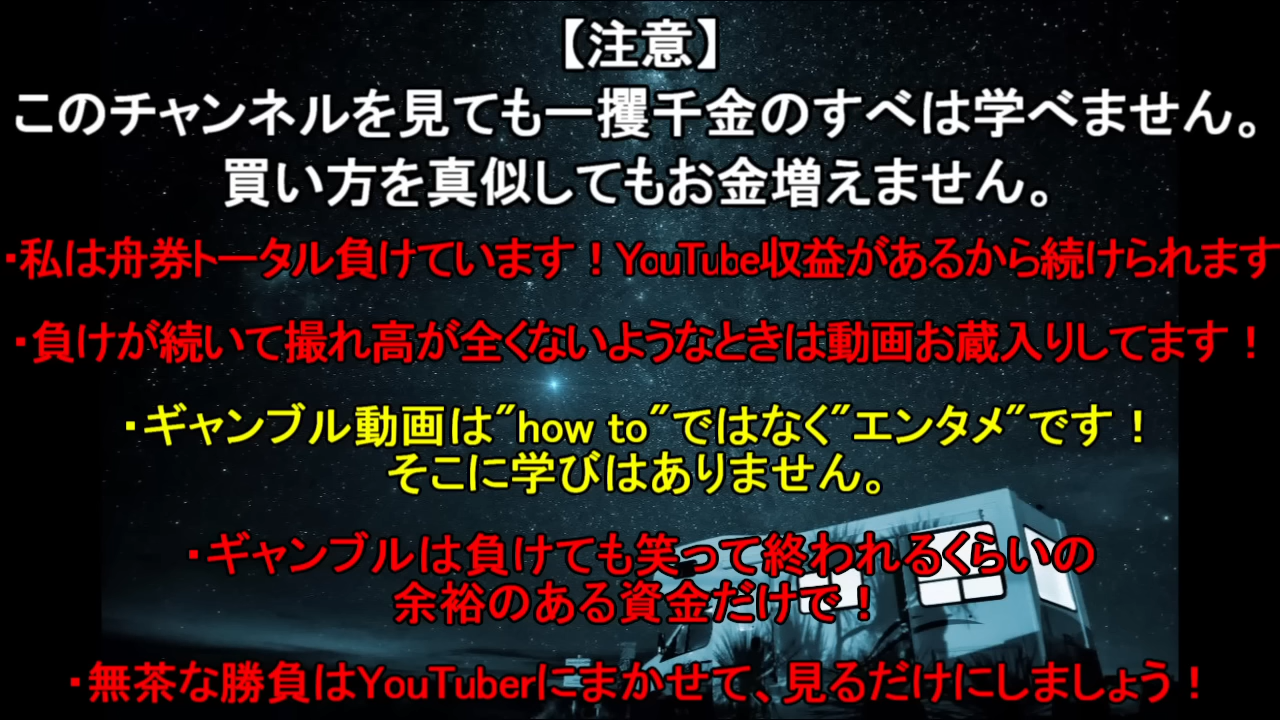 【注意】
このチャンネルを見ても一攫千金のすべは学べません。
買い方を真似してもお金増えません。
・私は舟券トータル負けています！YouTube収益があるから続けられます
・負けが続いて撮れ高が全くないようなときは動画お蔵入りしてます！
・ギャンブル動画は"how to"ではなく"エンタメ"です！
そこに学びはありません。
・ギャンブルは負けても笑って終われるくらいの
余裕のある資金だけで！
・無茶な勝負はYouTuberにまかせて、見るだけにしましょう！